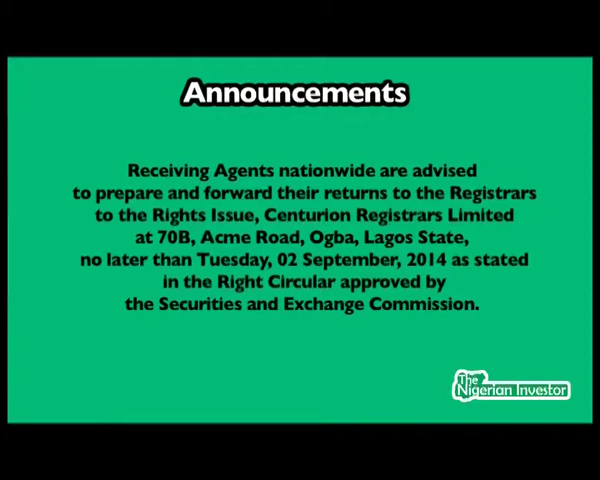 Announcements
Receiving Agents nationwide are advised
to prepare and forward their returns to the Registrars
to the Rights Issue, Centurion Registrars Limited
at 70B, Acme Road, Ogba, Lagos State,
no later than Tuesday, 02 September, 2014 as stated
in the Right Circular approved by
the Securities and Exchange Commission.
The
Nigerian Investor